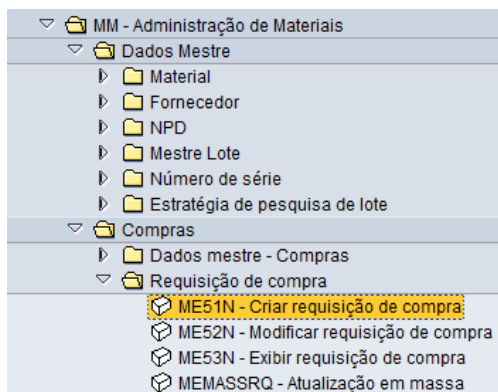 MM - Administração de Materiais
Dados Mestre
Material
Fornecedor
NPD
Mestre Lote
Número de série
Estratégia de pesquisa de lote
Compras
Dados mestre - Compras
Requisição de compra
ME51N - Criar requisição de compra
ME52N - Modificar requisição de compra
ME53N - Exibir requisição de compra
MEMASSRQ - Atualização em massa